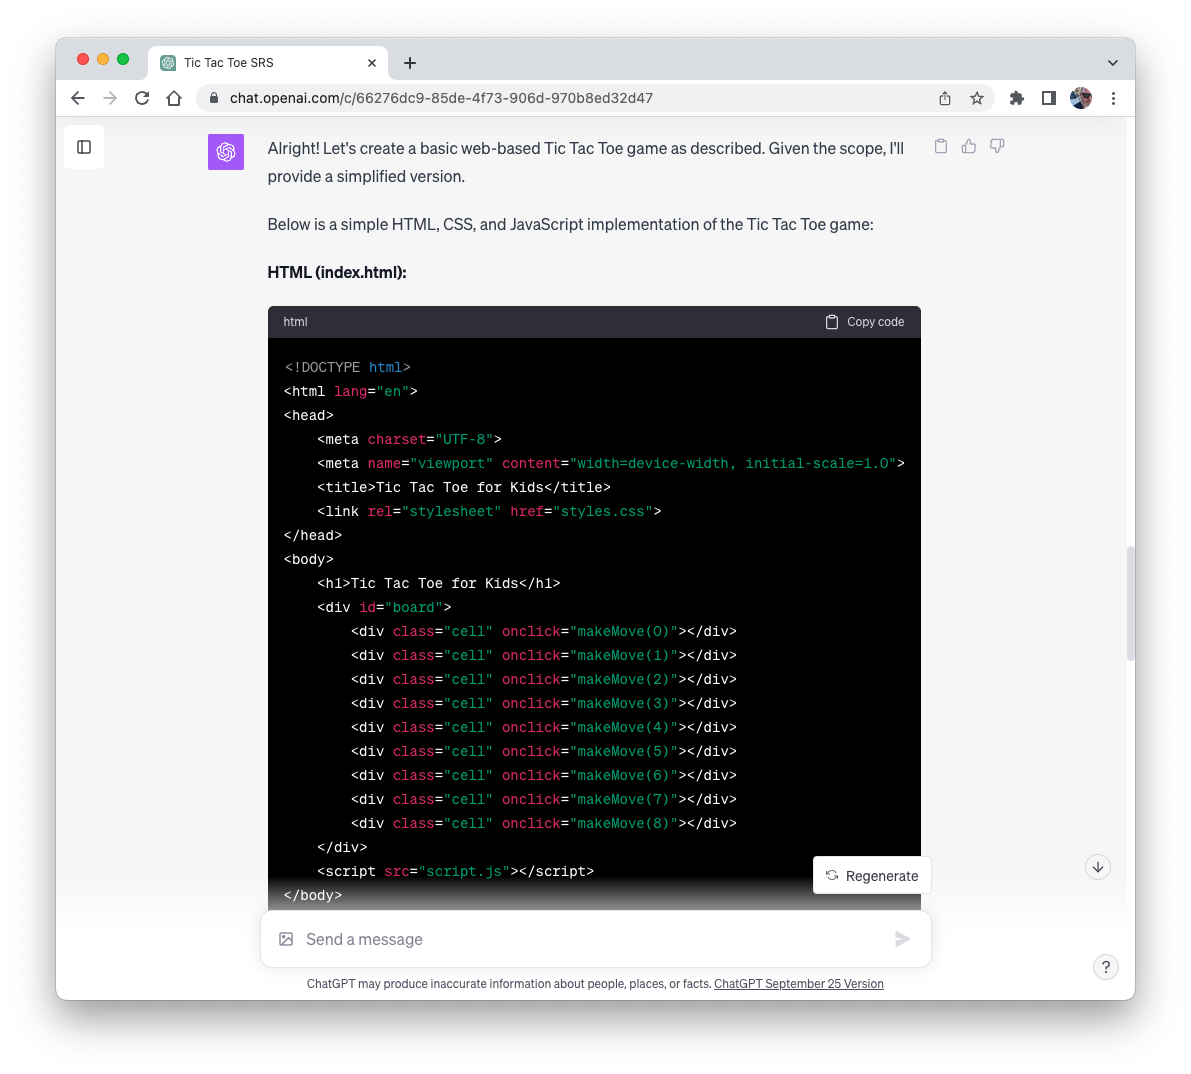 Tic Tac Toe SRS
chat.openai.com/c/66276dc9-85de-4f73-906d-970b8ed32d47
Alright! Let's create a basic web-based Tic Tac Toe game as described. Given the scope, I'll
provide a simplified version.
Below is a simple HTML, CSS, and JavaScript implementation of the Tic Tac Toe game:
HTML (index.html):
html
Copy code
<!DOCTYPE html>
<html lang="en">
<head>
    <meta charset="UTF-8">
    <meta name="viewport" content="width=device-width, initial-scale=1.0">
    <title>Tic Tac Toe for Kids</title>
    <link rel="stylesheet" href="styles.css">
</head>
<body>
    <h1>Tic Tac Toe for Kids</h1>
    <div id="board">
        <div class="cell" onclick="makeMove(0)"></div>
        <div class="cell" onclick="makeMove(1)"></div>
        <div class="cell" onclick="makeMove(2)"></div>
        <div class="cell" onclick="makeMove(3)"></div>
        <div class="cell" onclick="makeMove(4)"></div>
        <div class="cell" onclick="makeMove(5)"></div>
        <div class="cell" onclick="makeMove(6)"></div>
        <div class="cell" onclick="makeMove(7)"></div>
        <div class="cell" onclick="makeMove(8)"></div>
    </div>
    <script src="script.js"></script>
</body>
Regenerate
Send a message
ChatGPT may produce inaccurate information about people, places, or facts. ChatGPT September 25 Version
?